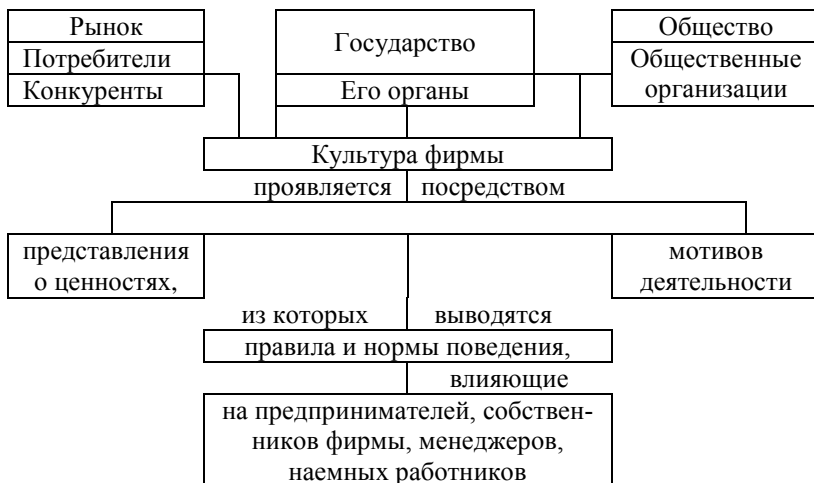 Рынок
Потребители
Конкуренты
Государство
Его органы
Общество
Общественные
организации
Культура фирмы
проявляется посредством
представления
о ценностях,
мотивов
деятельности
из которых выводятся
правила и нормы поведения,
влияющие
на предпринимателей, собствен-
ников фирмы, менеджеров,
наемных работников